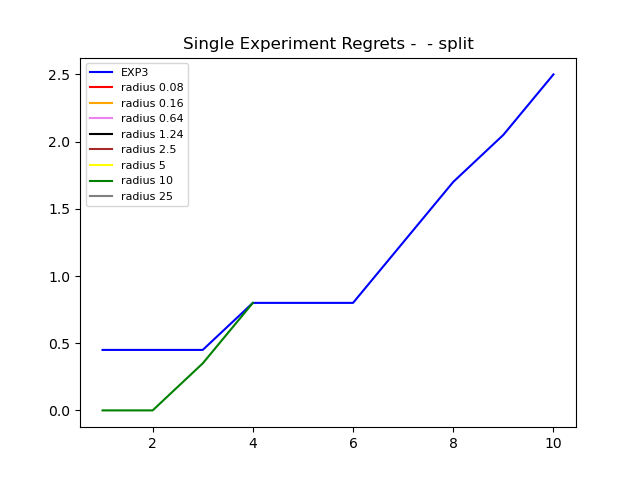 Single Experiment Regrets -  - split
EXP3
radius 0.08
radius 0.16
radius 0.64
radius 1.24
radius 2.5
radius 5
radius 10
radius 25
2.5
2.0
1.5
1.0
0.5
0.0
2 4 6 8 10